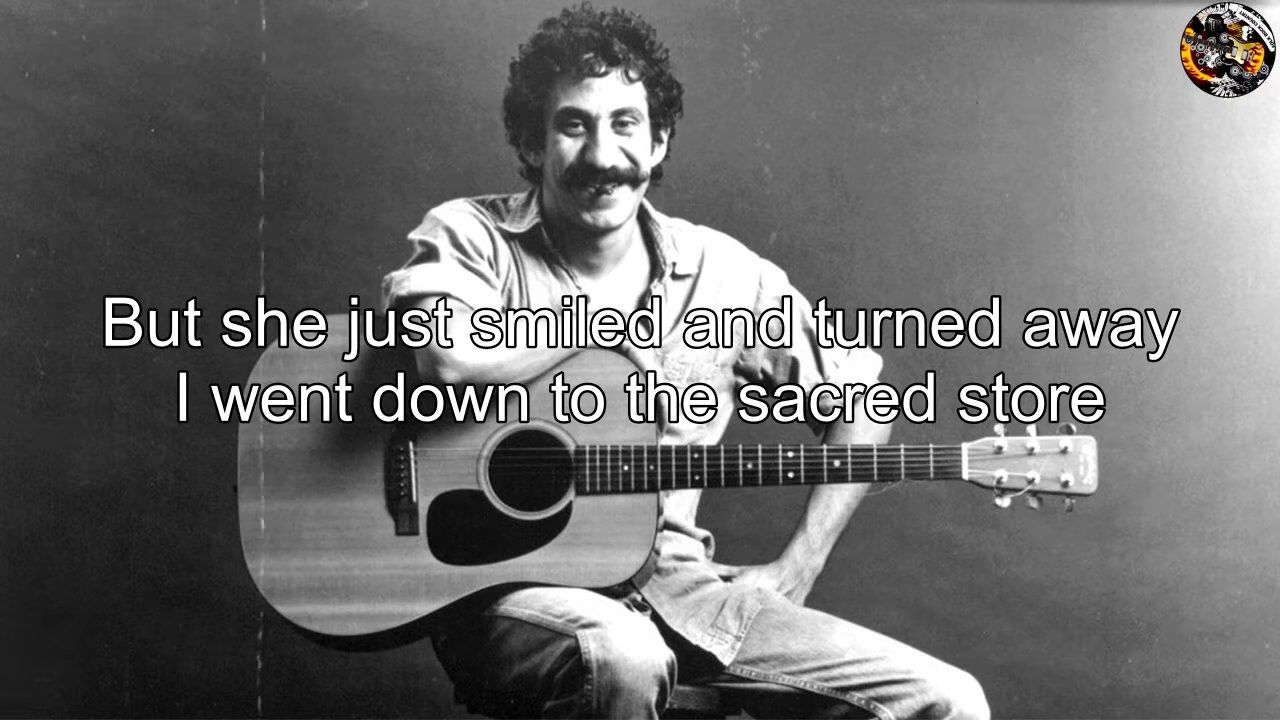 But she just smiled and turned away
I went down to the sacred store